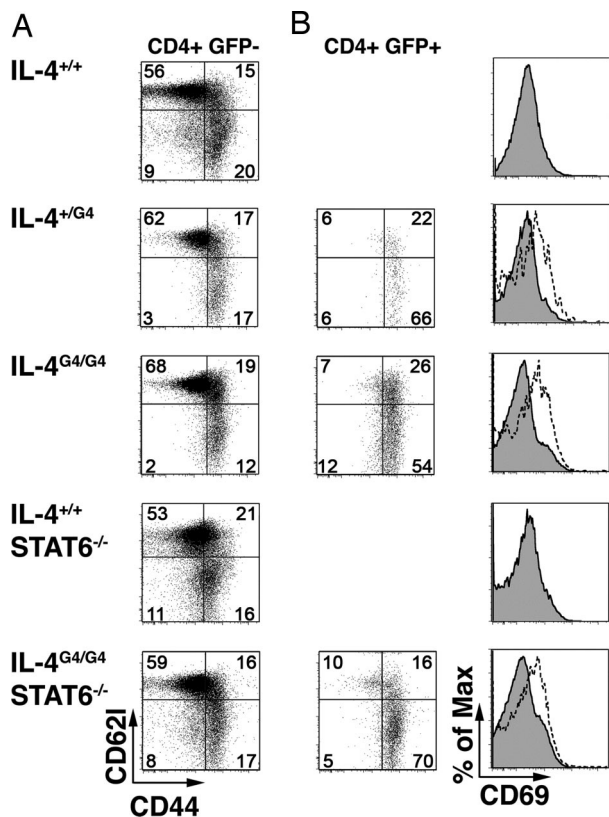 A
B
CD4+ GFP-
CD4+ GFP+
IL-4+/+
56 15
9 20
IL-4+/G4
62 17
3 17
6 22
6 66
IL-4G4/G4
68 19
2 12
7 26
12 54
IL-4+/+
STAT6-/-
53 21
11 16
IL-4G4/G4
STAT6-/-
59 16
8 17
10 16
5 70
CD62l
CD44
% of Max
CD69